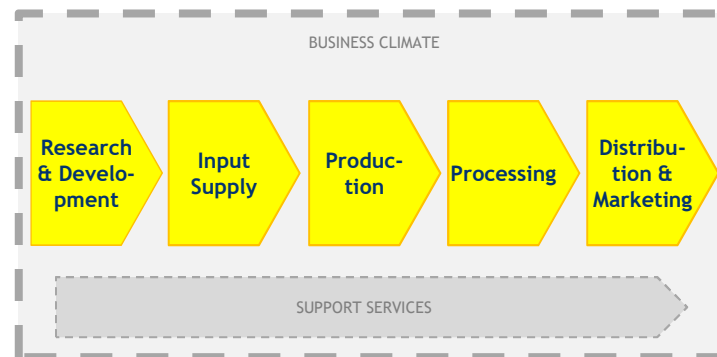 BUSINESS CLIMATE
Research
& Develo-
pment
Input
Supply
Produc-
tion
Processing
Distribu-
tion &
Marketing
SUPPORT SERVICES